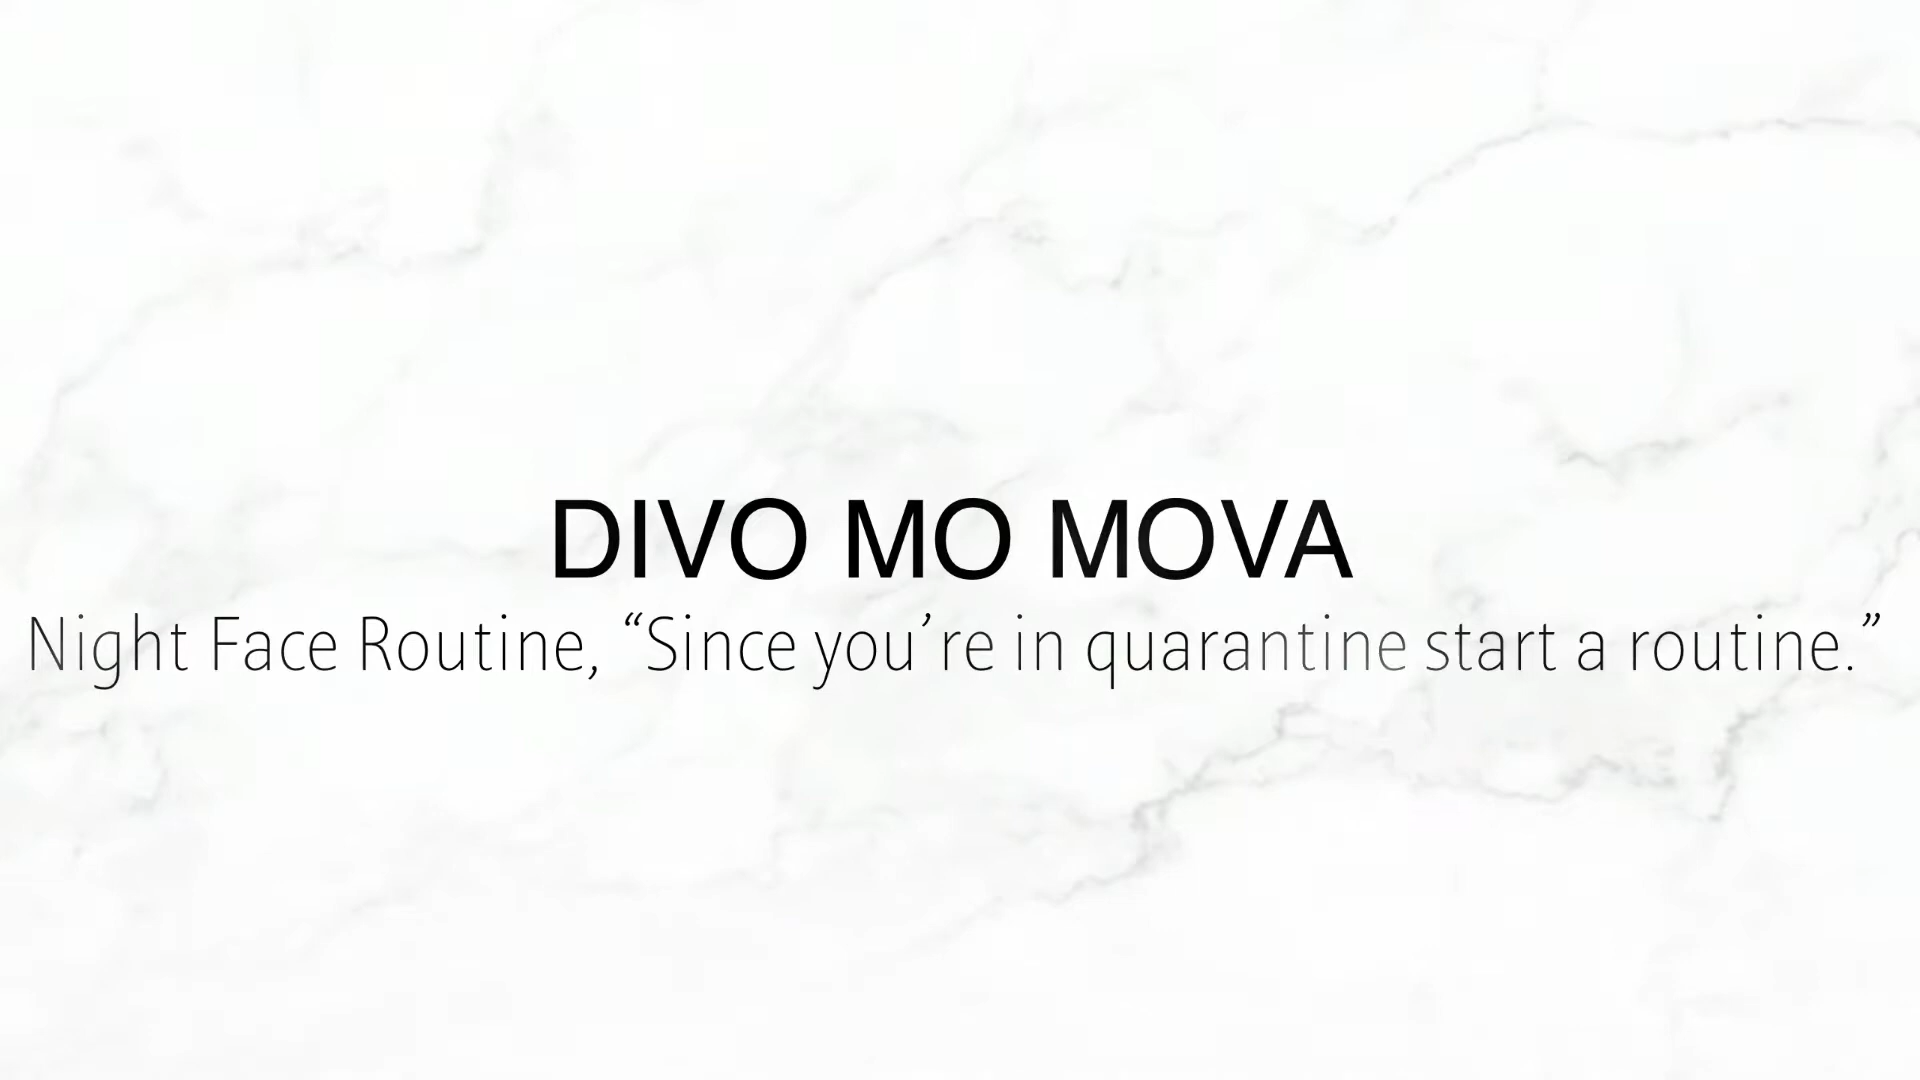 DIVO MO MOVA
Night Face Routine, “Since you’re in quarantine start a routine.”